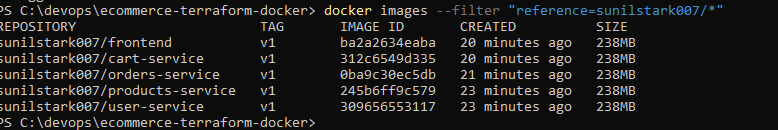 PS C:\devops\ecommerce-terraform-docker> docker images --filter "reference=sunilstark007/*"
REPOSITORY TAG IMAGE ID CREATED SIZE
sunilstark007/frontend v1 ba2a2634eaba 20 minutes ago 238MB
sunilstark007/cart-service v1 312c6549d335 20 minutes ago 238MB
sunilstark007/orders-service v1 0ba9c30ec5db 21 minutes ago 238MB
sunilstark007/products-service v1 245b6ff9c579 23 minutes ago 238MB
sunilstark007/user-service v1 309656553117 23 minutes ago 238MB
PS C:\devops\ecommerce-terraform-docker>